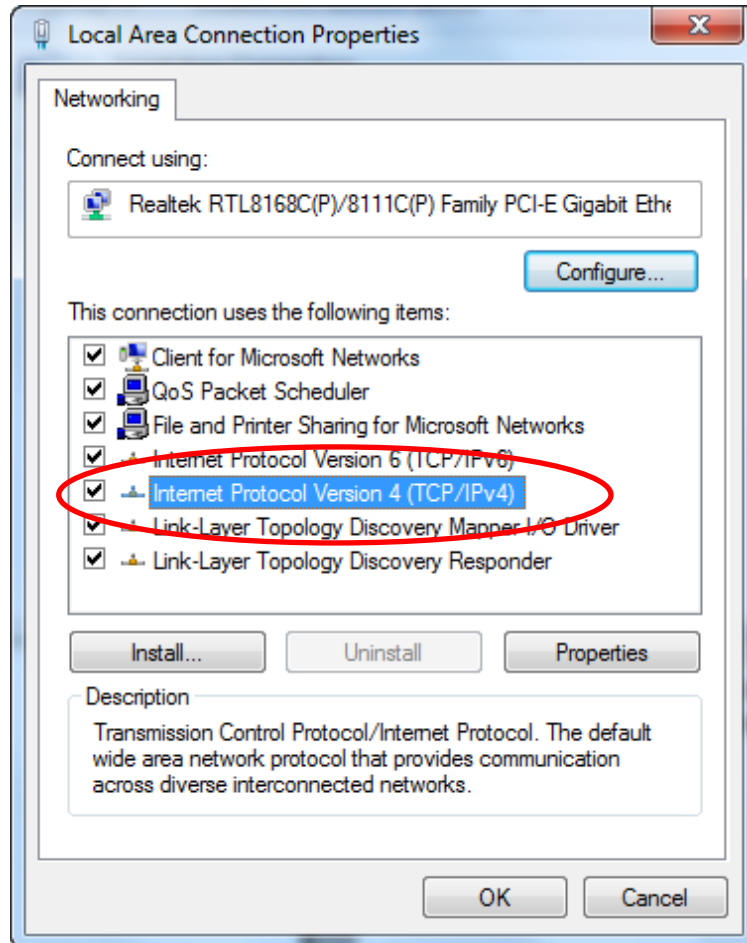 Local Area Connection Properties
Networking
Connect using:
Realtek RTL8168C(P)/8111C(P) Family PCI-E Gigabit Ethe
Configure...
This connection uses the following items:
Client for Microsoft Networks
QoS Packet Scheduler
File and Printer Sharing for Microsoft Networks
Internet Protocol Version 6 (TCP/IPv6)
Internet Protocol Version 4 (TCP/IPv4)
Link-Layer Topology Discovery Mapper I/O Driver
Link-Layer Topology Discovery Responder
Install... Uninstall Properties
Description
Transmission Control Protocol/Internet Protocol. The default
wide area network protocol that provides communication
across diverse interconnected networks.
OK Cancel